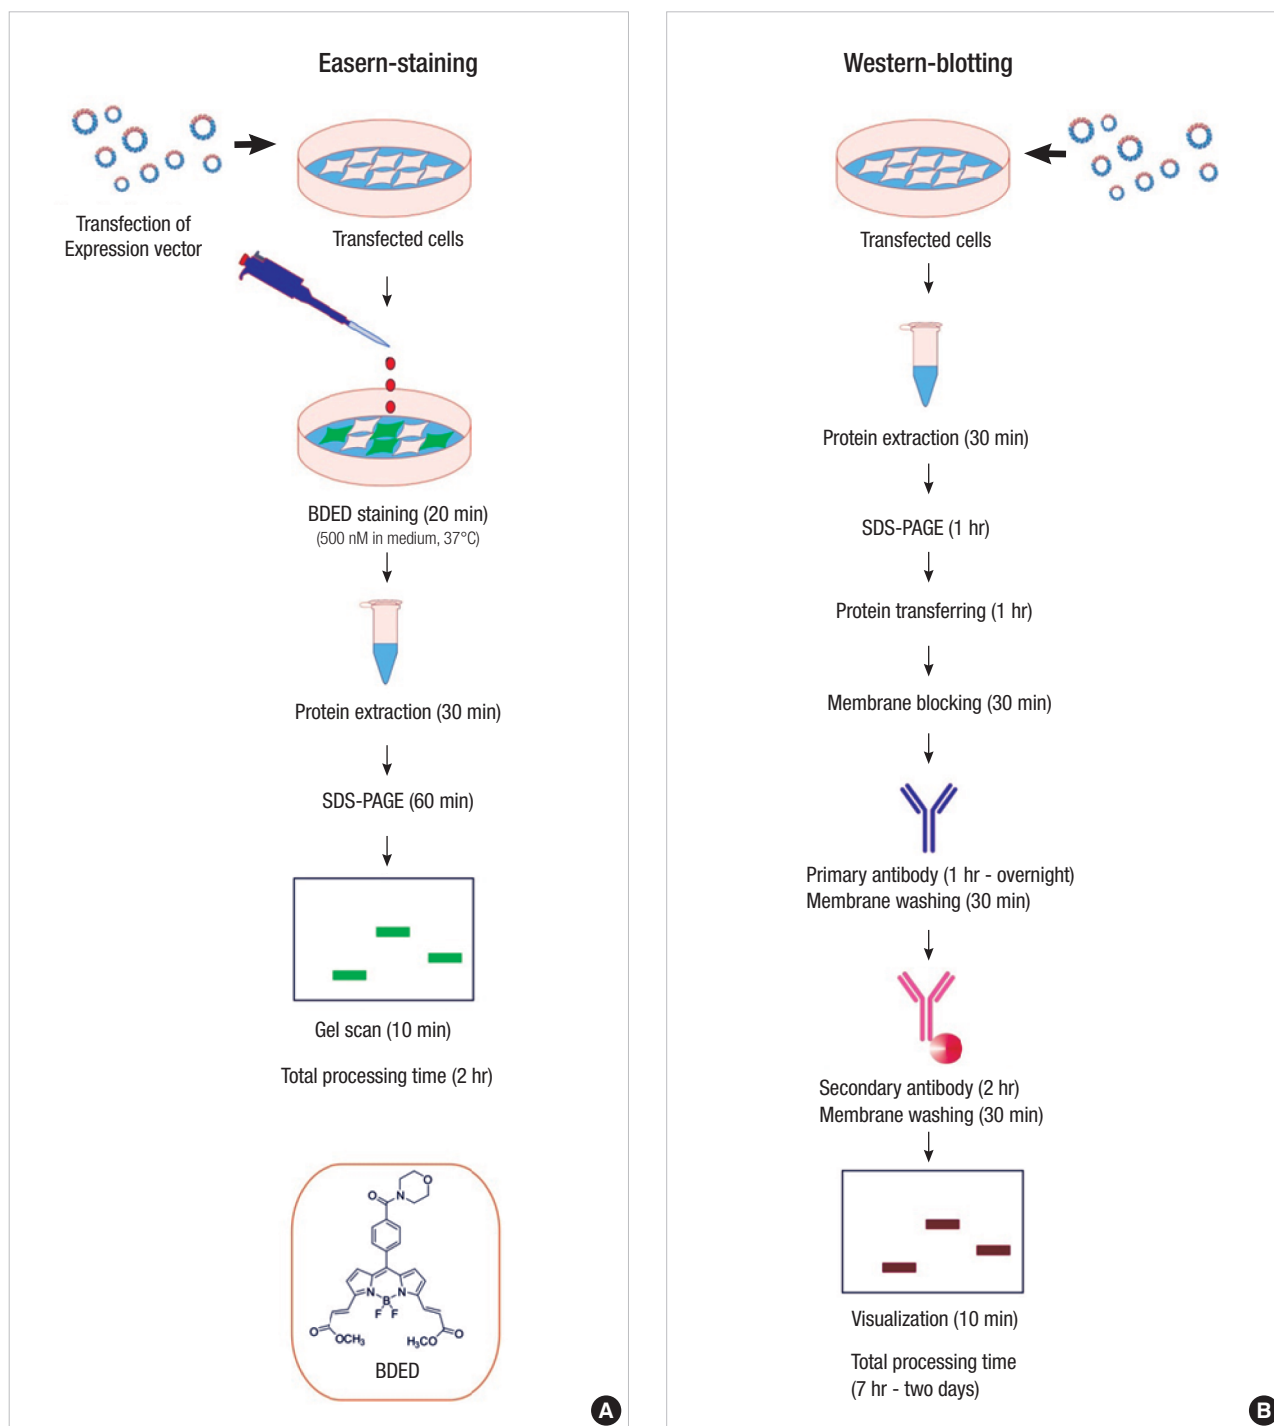 Easern-staining
Transfection of
Expression vector
Transfected cells
BDED staining (20 min)
(500 nM in medium, 37°C)
Protein extraction (30 min)
SDS-PAGE (60 min)
Gel scan (10 min)
Total processing time (2 hr)
O
O
N
N
N
B
F
F
O
OCH3
H3CO
O
BDED
A
Western-blotting
Transfected cells
Protein extraction (30 min)
SDS-PAGE (1 hr)
Protein transferring (1 hr)
Membrane blocking (30 min)
Primary antibody (1 hr - overnight)
Membrane washing (30 min)
Secondary antibody (2 hr)
Membrane washing (30 min)
Visualization (10 min)
Total processing time
(7 hr - two days)
B